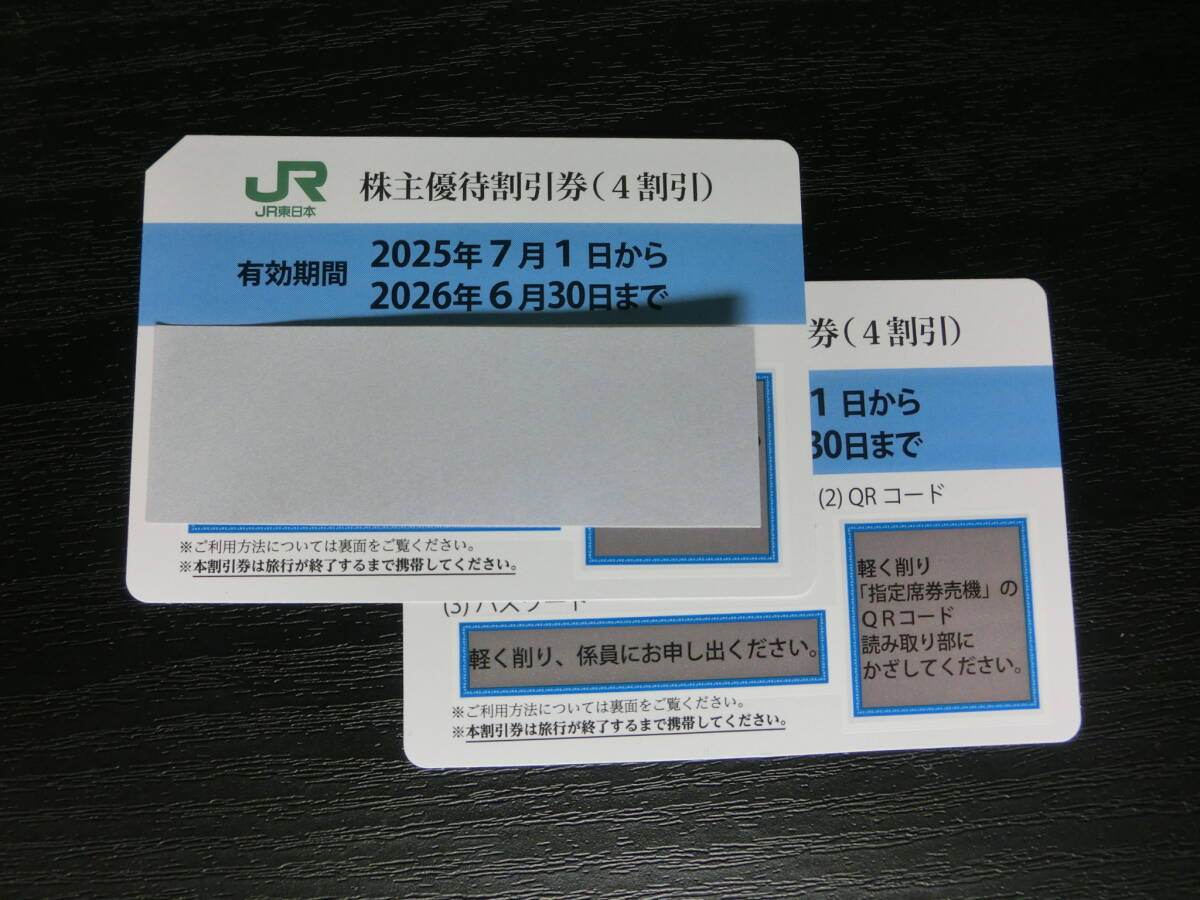 JR
JR東日本
株主優待割引券(4割引)
有効期間
2025年7月1日から
2026年6月30日まで
※ご利用方法については裏面をご覧ください。
※本割引券は旅行が終了するまで携帯してください。
券(4割引)
1日から
30日まで
(2) QRコード
軽く削り
「指定席券売機」の
QRコード
読み取り部に
かざしてください。
(3) パスワード
軽く削り、係員にお申し出ください。
※ご利用方法については裏面をご覧ください。
※本割引券は旅行が終了するまで携帯してください。